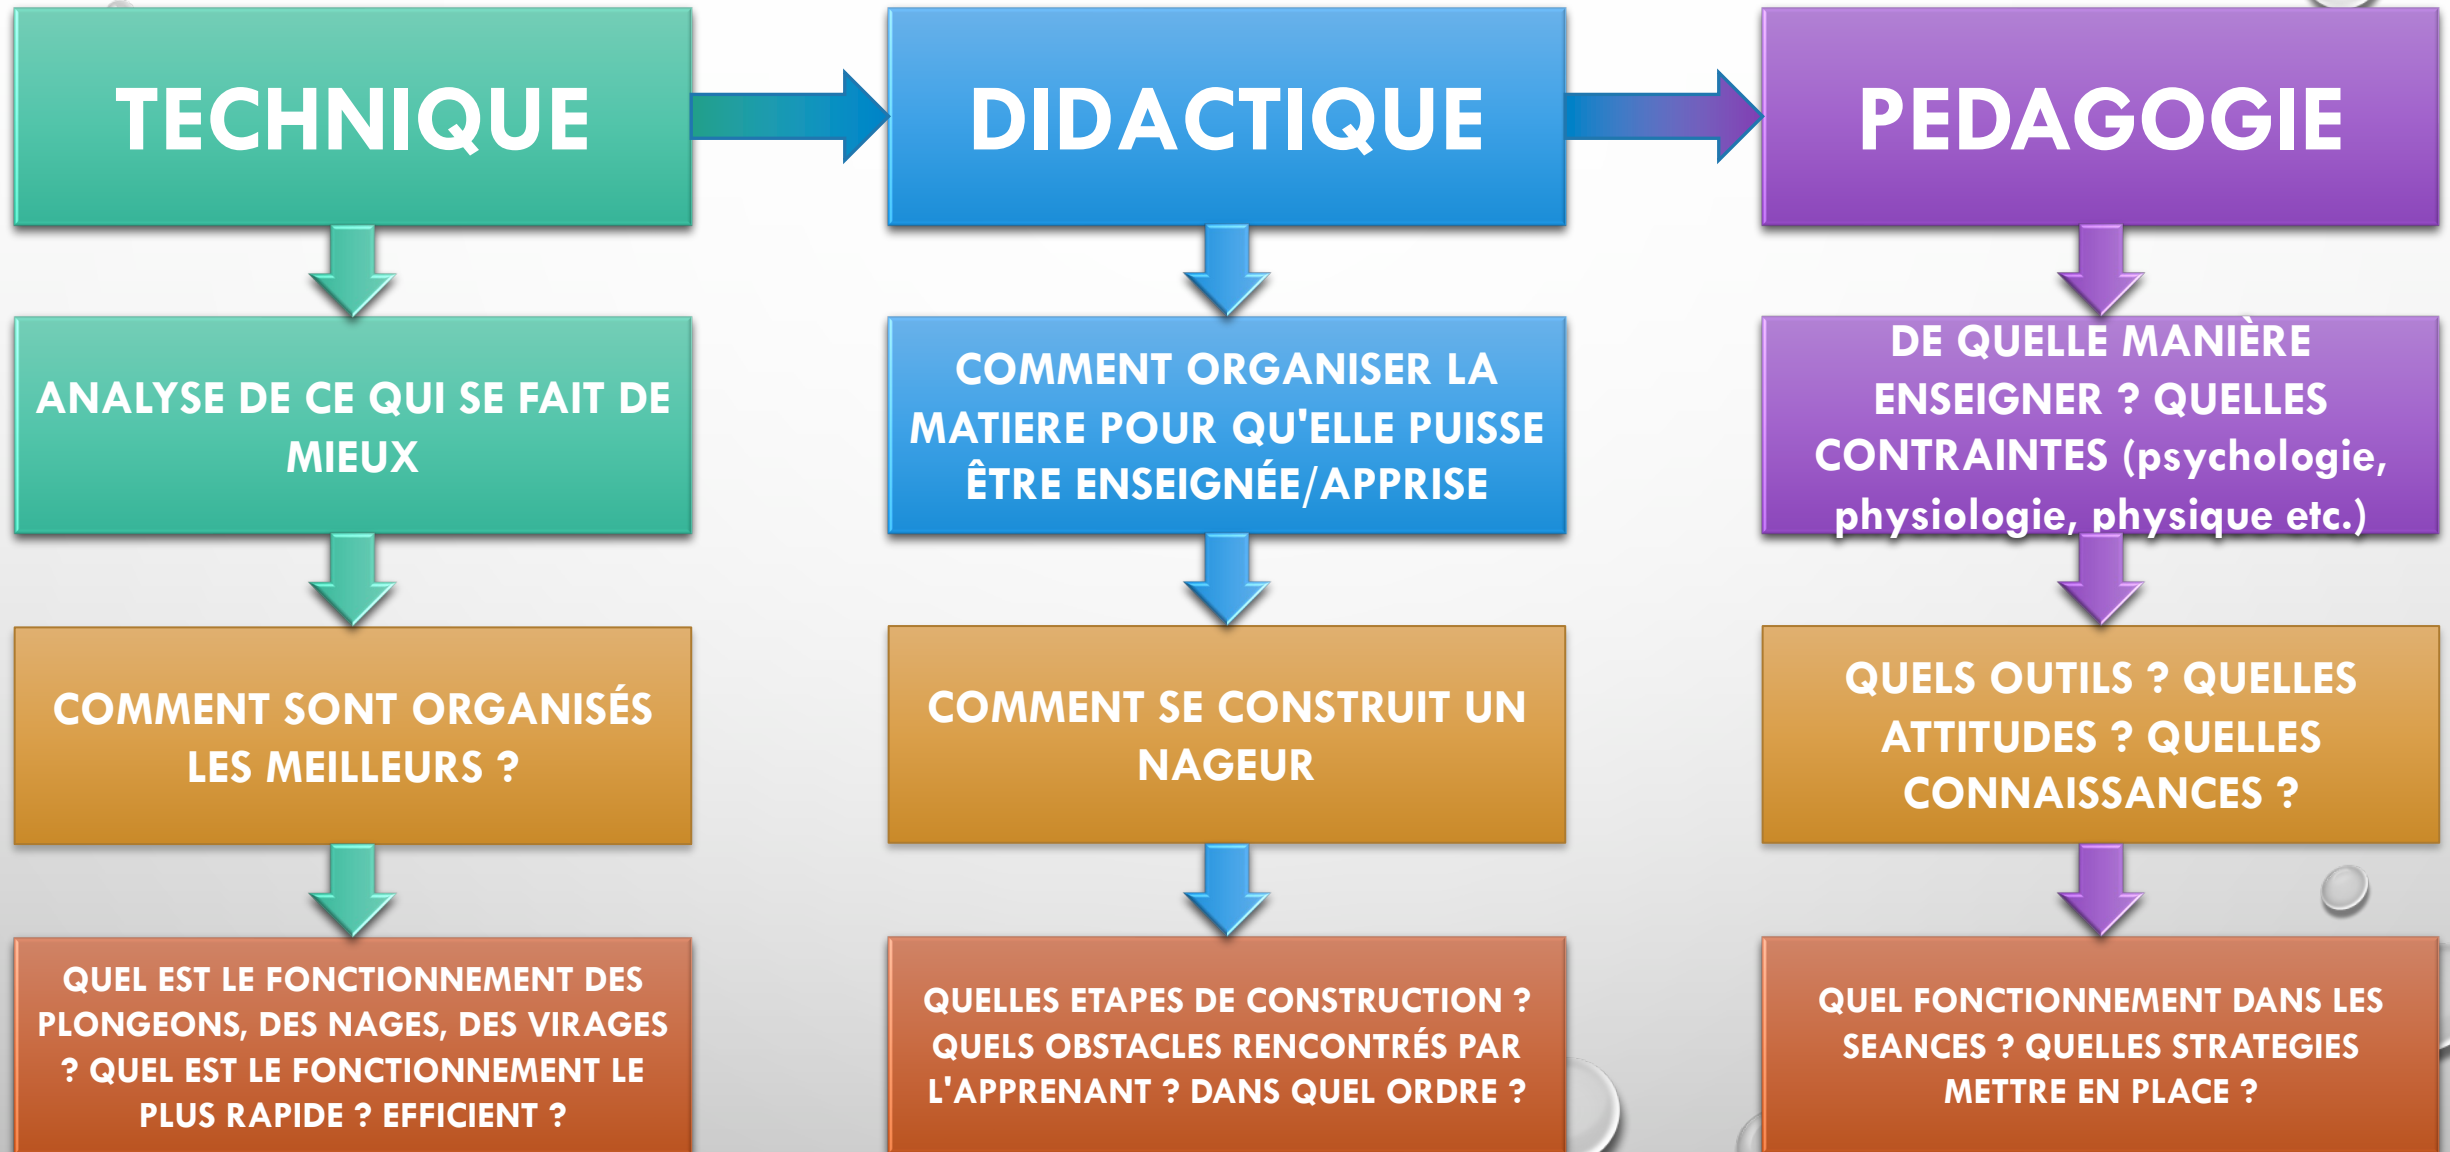 TECHNIQUE
DIDACTIQUE
PEDAGOGIE
ANALYSE DE CE QUI SE FAIT DE
MIEUX
COMMENT ORGANISER LA
MATIERE POUR QU'ELLE PUISSE
ÊTRE ENSEIGNÉE/APPRISE
DE QUELLE MANIÈRE
ENSEIGNER ? QUELLES
CONTRAINTES (psychologie,
physiologie, physique etc.)
COMMENT SONT ORGANISÉS
LES MEILLEURS ?
COMMENT SE CONSTRUIT UN
NAGEUR
QUELS OUTILS ? QUELLES
ATTITUDES ? QUELLES
CONNAISSANCES ?
QUEL EST LE FONCTIONNEMENT DES
PLONGEONS, DES NAGES, DES VIRAGES
? QUEL EST LE FONCTIONNEMENT LE
PLUS RAPIDE ? EFFICIENT ?
QUELLES ETAPES DE CONSTRUCTION ?
QUELS OBSTACLES RENCONTRÉS PAR
L'APPRENANT ? DANS QUEL ORDRE ?
QUEL FONCTIONNEMENT DANS LES
SEANCES ? QUELLES STRATEGIES
METTRE EN PLACE ?